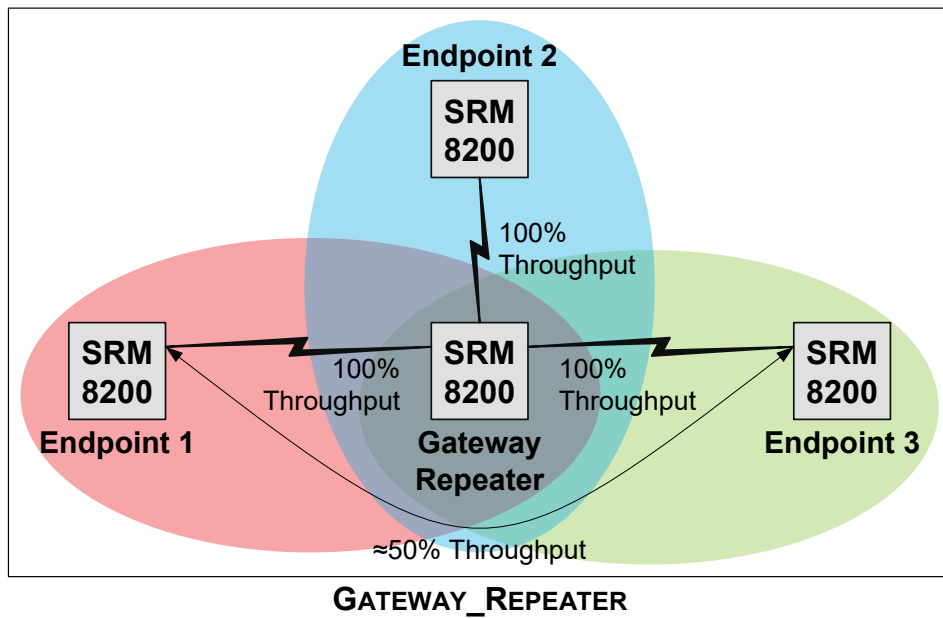 Endpoint 2
SRM
8200
100%
Throughput
SRM
8200
Endpoint 1
100%
Throughput
SRM
8200
Gateway
Repeater
100%
Throughput
SRM
8200
Endpoint 3
≈50% Throughput
GATEWAY_REPEATER